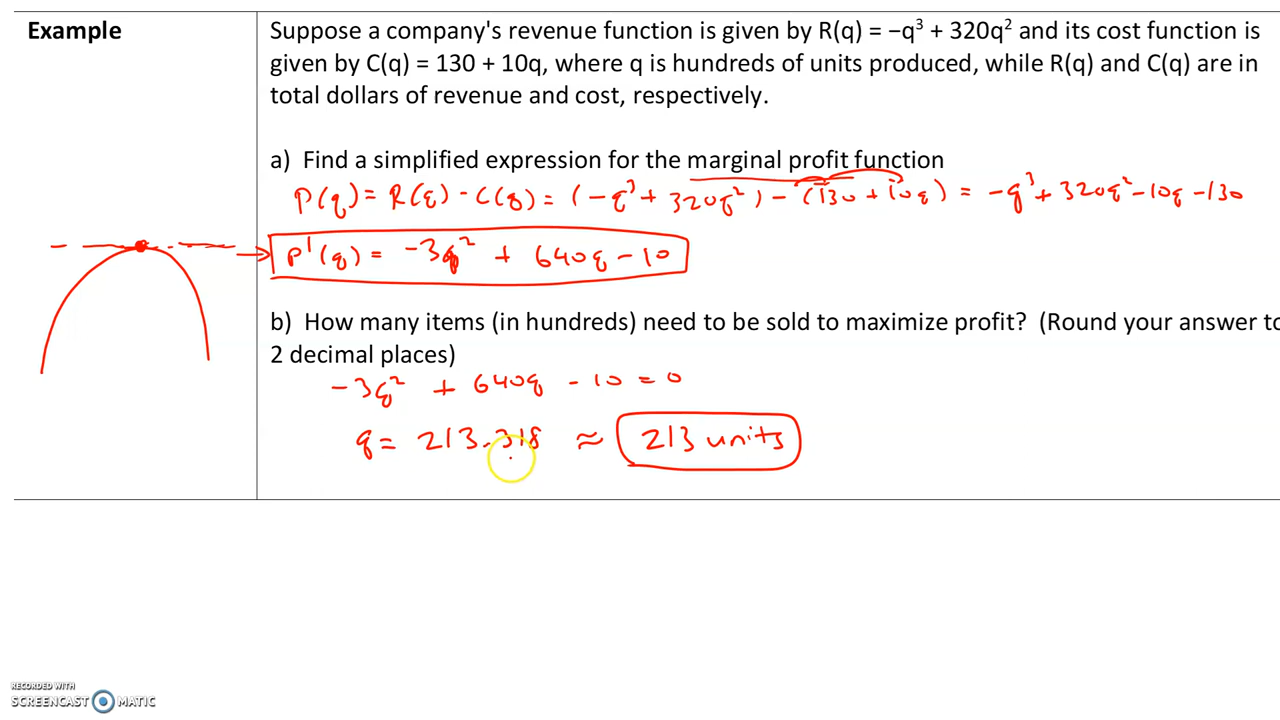 Example
Suppose a company's revenue function is given by R(q) = −q³ + 320q² and its cost function is
given by C(q) = 130 + 10q, where q is hundreds of units produced, while R(q) and C(q) are in
total dollars of revenue and cost, respectively.
a) Find a simplified expression for the marginal profit function
P(q) = R(q) - C(q) = (-q³ + 320q²) - (130 + 10q) = -q³ + 320q² - 10q - 130
P'(q) = -3q² + 640q - 10
b) How many items (in hundreds) need to be sold to maximize profit? (Round your answer to
2 decimal places)
-3q² + 640q - 10 = 0
q = 213.318 ≈ 213 units
RECORDED WITH
SCREENCAST MATIC